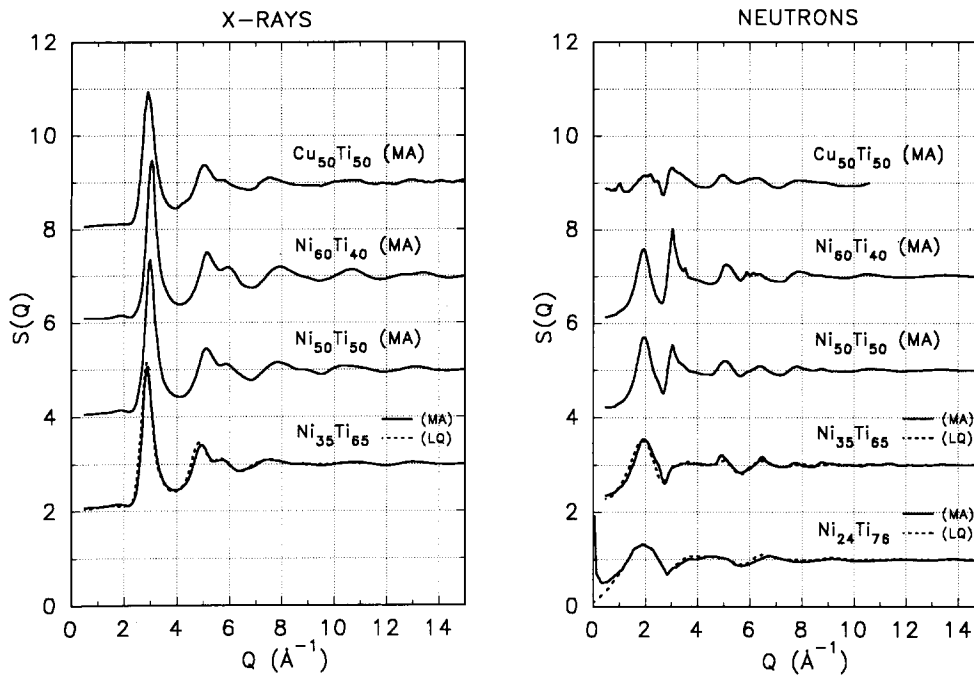 X-RAYS
12
10
8
6
4
2
0
S(Q)
Cu₅₀Ti₅₀ (MA)
Ni₆₀Ti₄₀ (MA)
Ni₅₀Ti₅₀ (MA)
Ni₃₅Ti₆₅
(MA)
(LQ)
0 2 4 6 8 10 12 14
Q (Å⁻¹)
NEUTRONS
12
10
8
6
4
2
0
S(Q)
Cu₅₀Ti₅₀ (MA)
Ni₆₀Ti₄₀ (MA)
Ni₅₀Ti₅₀ (MA)
Ni₃₅Ti₆₅
(MA)
(LQ)
Ni₂₄Ti₇₆
(MA)
(LQ)
0 2 4 6 8 10 12 14
Q (Å⁻¹)